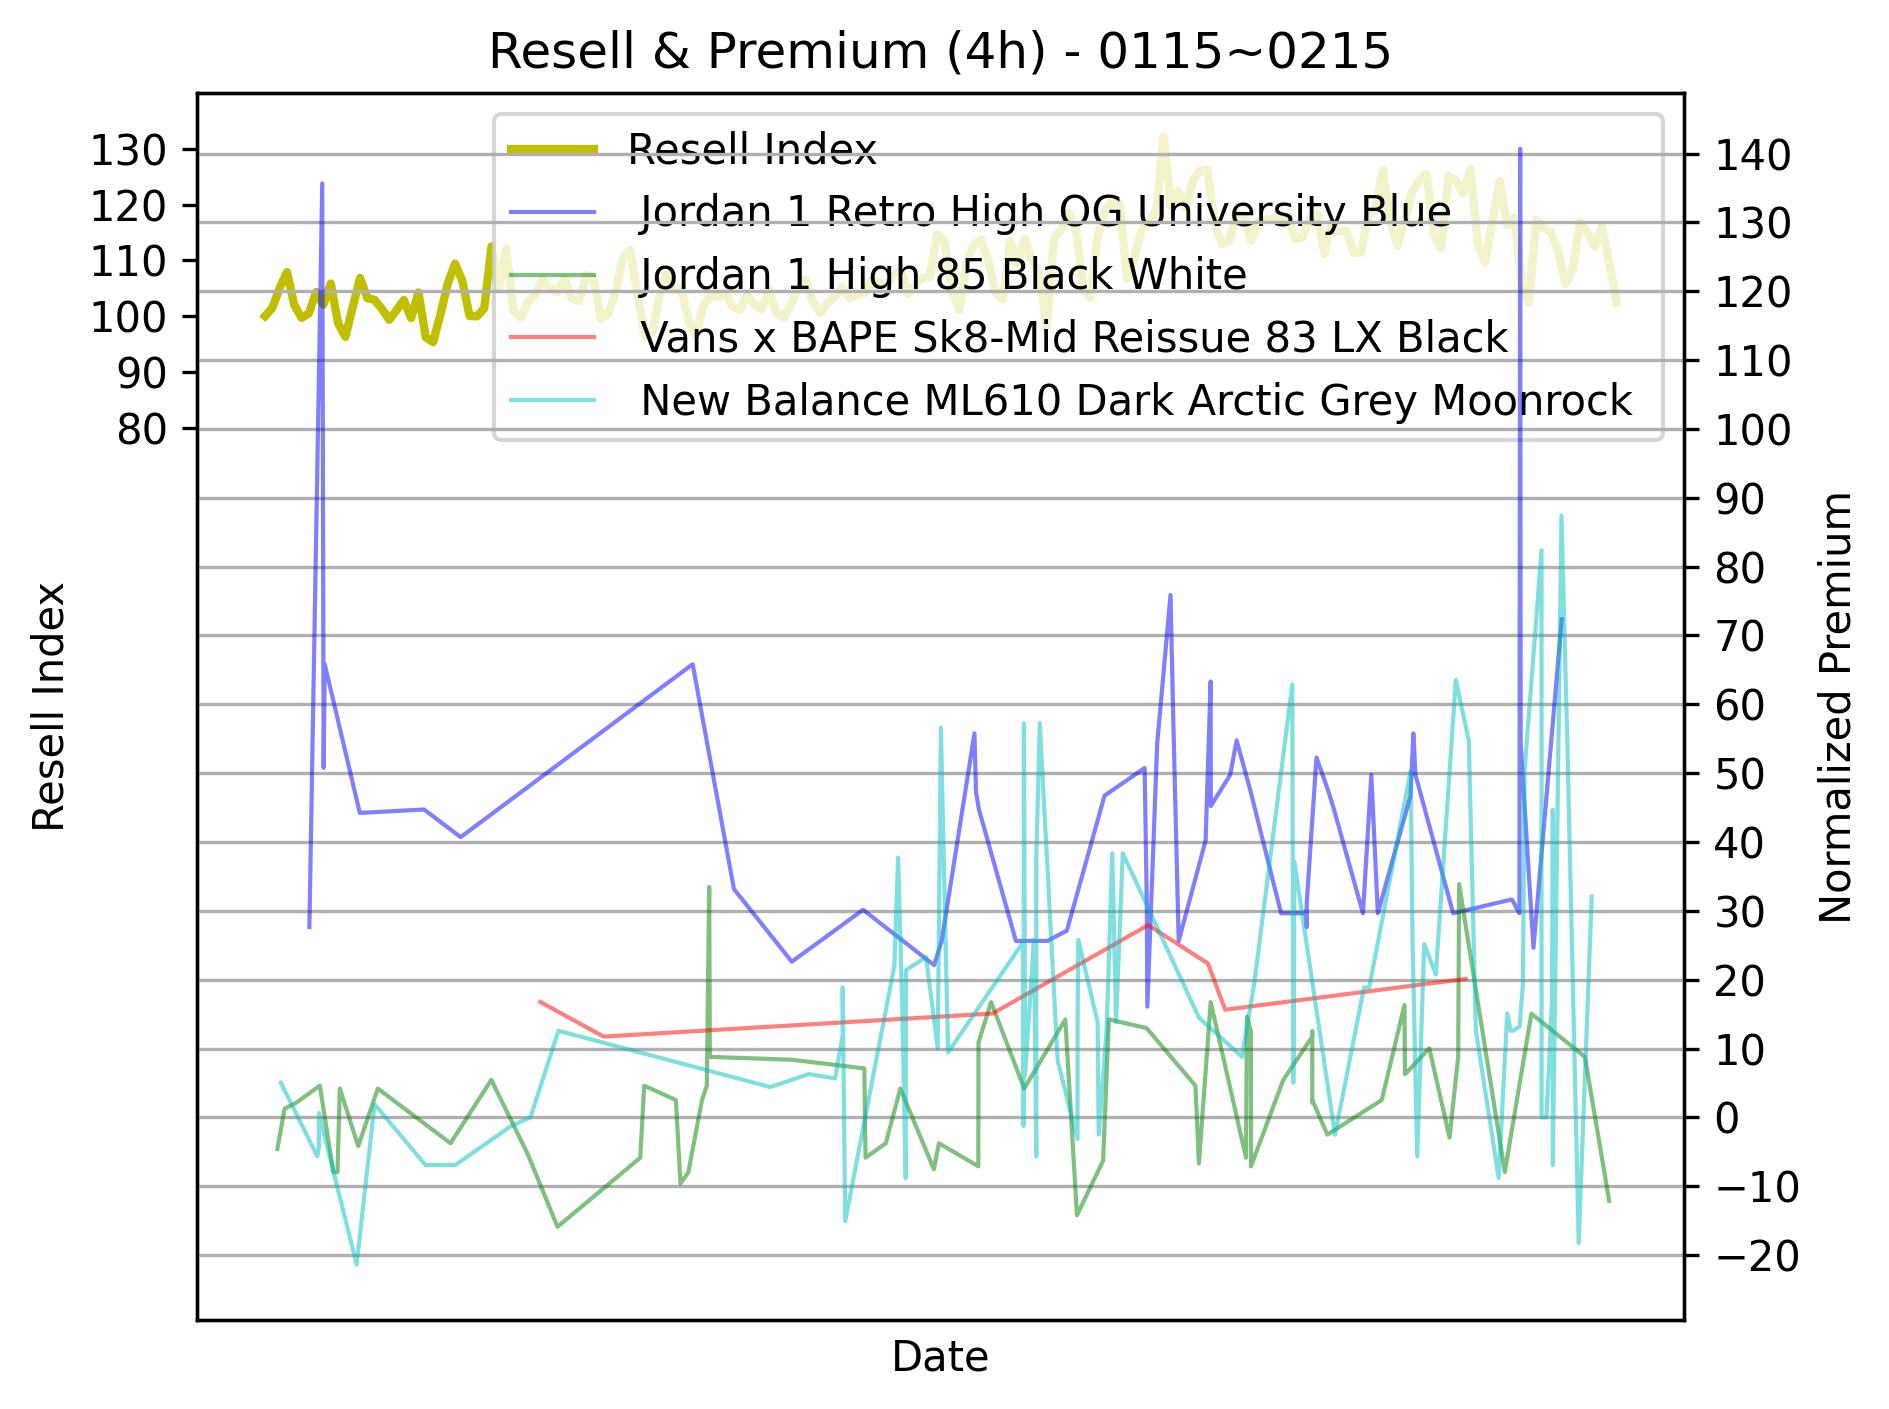 Resell & Premium (4h) - 0115~0215
130
120
110
100
90
80
Resell Index
Resell Index
Jordan 1 Retro High OG University Blue
Jordan 1 High 85 Black White
Vans x BAPE Sk8-Mid Reissue 83 LX Black
New Balance ML610 Dark Arctic Grey Moonrock
140
130
120
110
100
90
80
70
60
50
40
30
20
10
0
−10
−20
Normalized Premium
Date